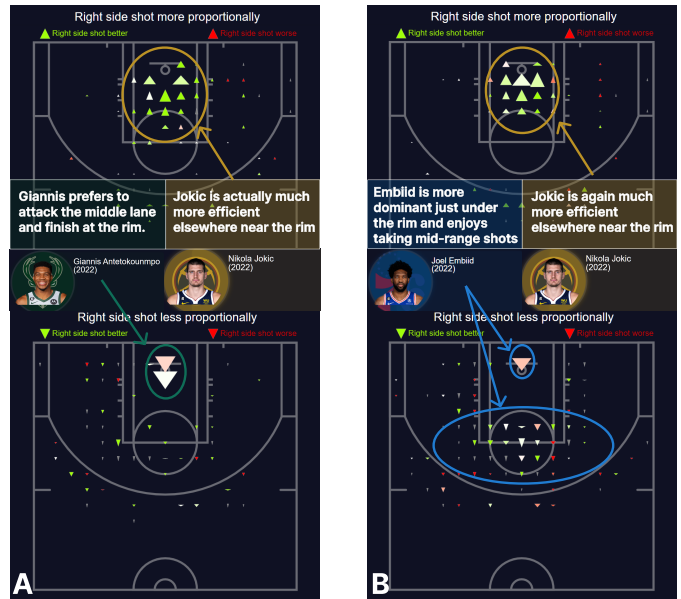 Right side shot more proportionally
Right side shot better
Right side shot worse
Giannis prefers to
attack the middle lane
and finish at the rim.
Jokic is actually much
more efficient
elsewhere near the rim
Giannis Antetokounmpo
(2022)
Nikola Jokic
(2022)
Right side shot less proportionally
Right side shot better
Right side shot worse
A
Right side shot more proportionally
Right side shot better
Right side shot worse
Embiid is more
dominant just under
the rim and enjoys
taking mid-range shots
Jokic is again much
more efficient
elsewhere near the rim
Joel Embiid
(2022)
Nikola Jokic
(2022)
Right side shot less proportionally
Right side shot better
Right side shot worse
B